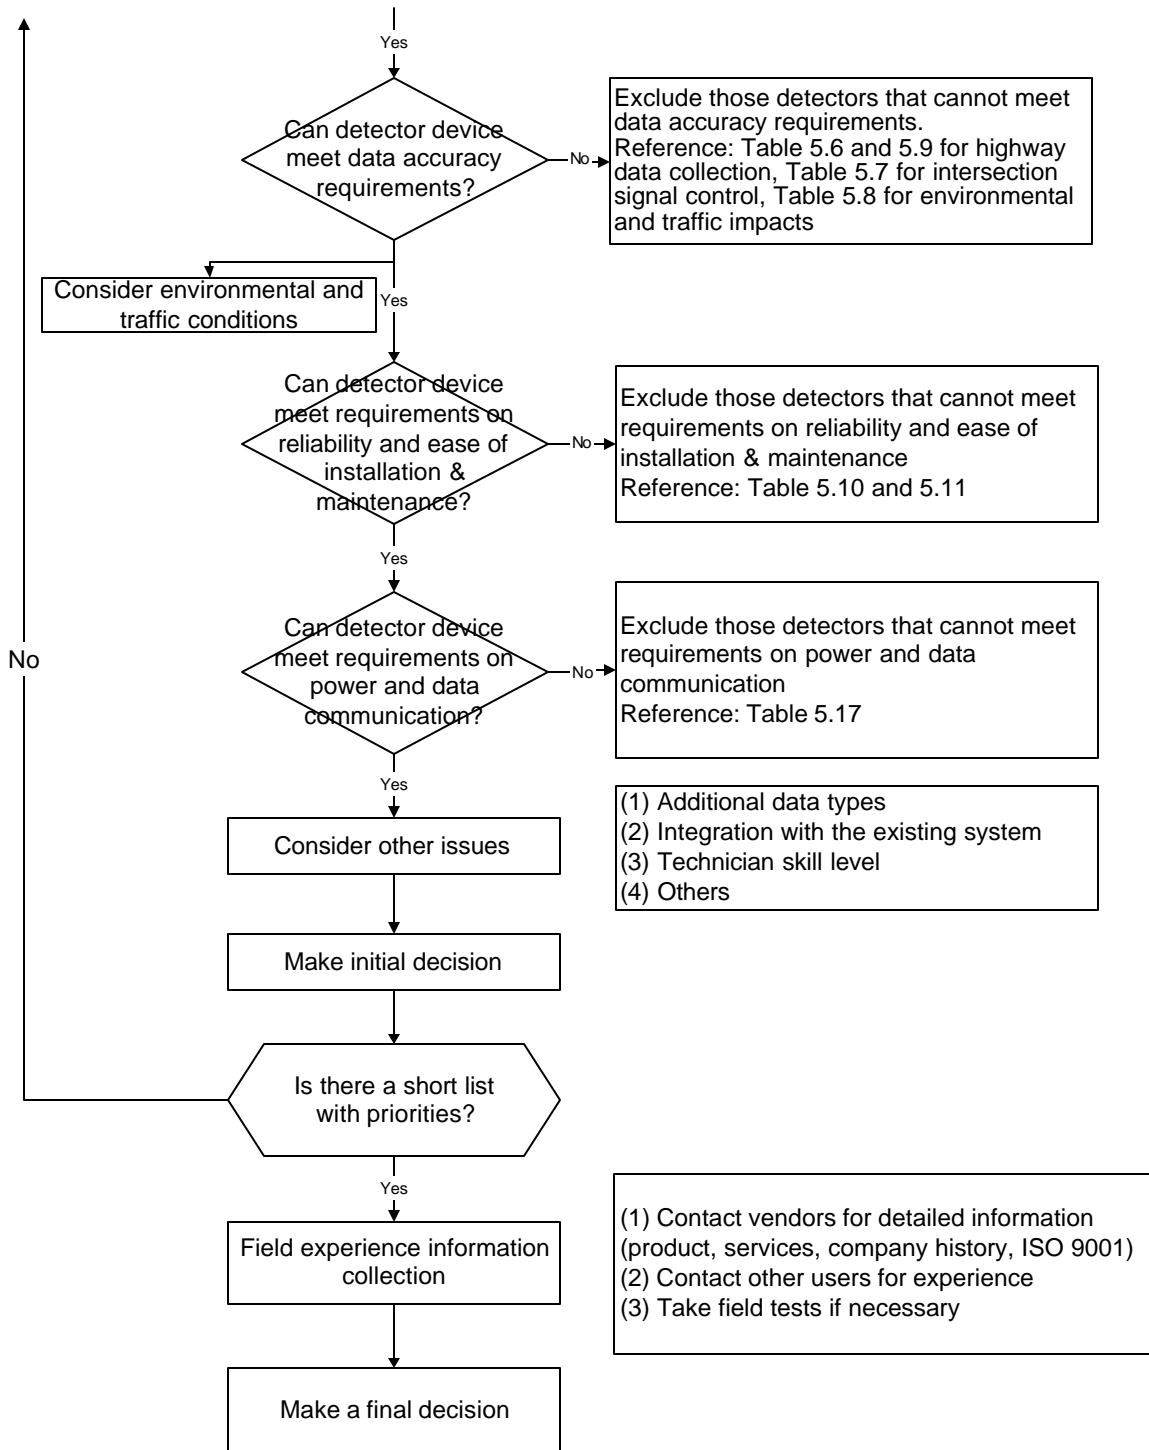 Yes
Can detector device
meet data accuracy
requirements?
No
Exclude those detectors that cannot meet
data accuracy requirements.
Reference: Table 5.6 and 5.9 for highway
data collection, Table 5.7 for intersection
signal control, Table 5.8 for environmental
and traffic impacts
Consider environmental and
traffic conditions
Yes
Can detector device
meet requirements on
reliability and ease of
installation &
maintenance?
No
Exclude those detectors that cannot meet
requirements on reliability and ease of
installation & maintenance
Reference: Table 5.10 and 5.11
Yes
Can detector device
meet requirements on
power and data
communication?
No
Exclude those detectors that cannot meet
requirements on power and data
communication
Reference: Table 5.17
No
Yes
Consider other issues
(1) Additional data types
(2) Integration with the existing system
(3) Technician skill level
(4) Others
Make initial decision
Is there a short list
with priorities?
Yes
Field experience information
collection
(1) Contact vendors for detailed information
(product, services, company history, ISO 9001)
(2) Contact other users for experience
(3) Take field tests if necessary
Make a final decision